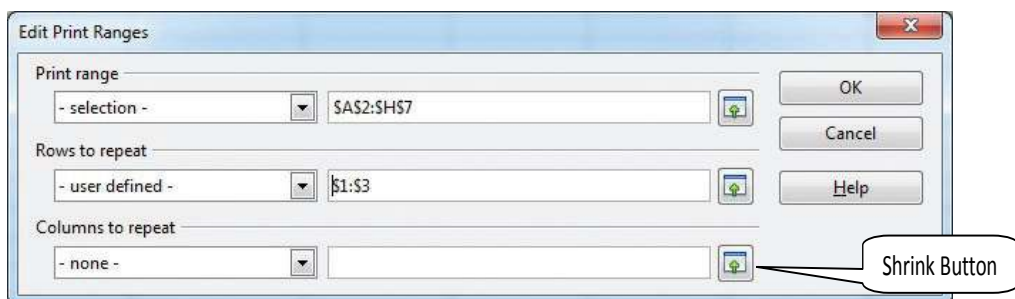 Edit Print Ranges
Print range
- selection -
$A$2:$H$7
OK
Cancel
Rows to repeat
- user defined -
$1:$3
Help
Columns to repeat
- none -
Shrink Button